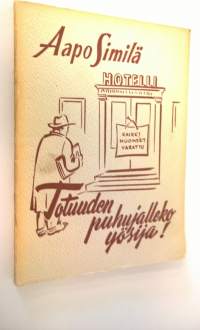 Aapo Similä
HOTELLI
KAIKKI
HUONEET
VARATTU
Totuuden
puhujalleko
yösija!